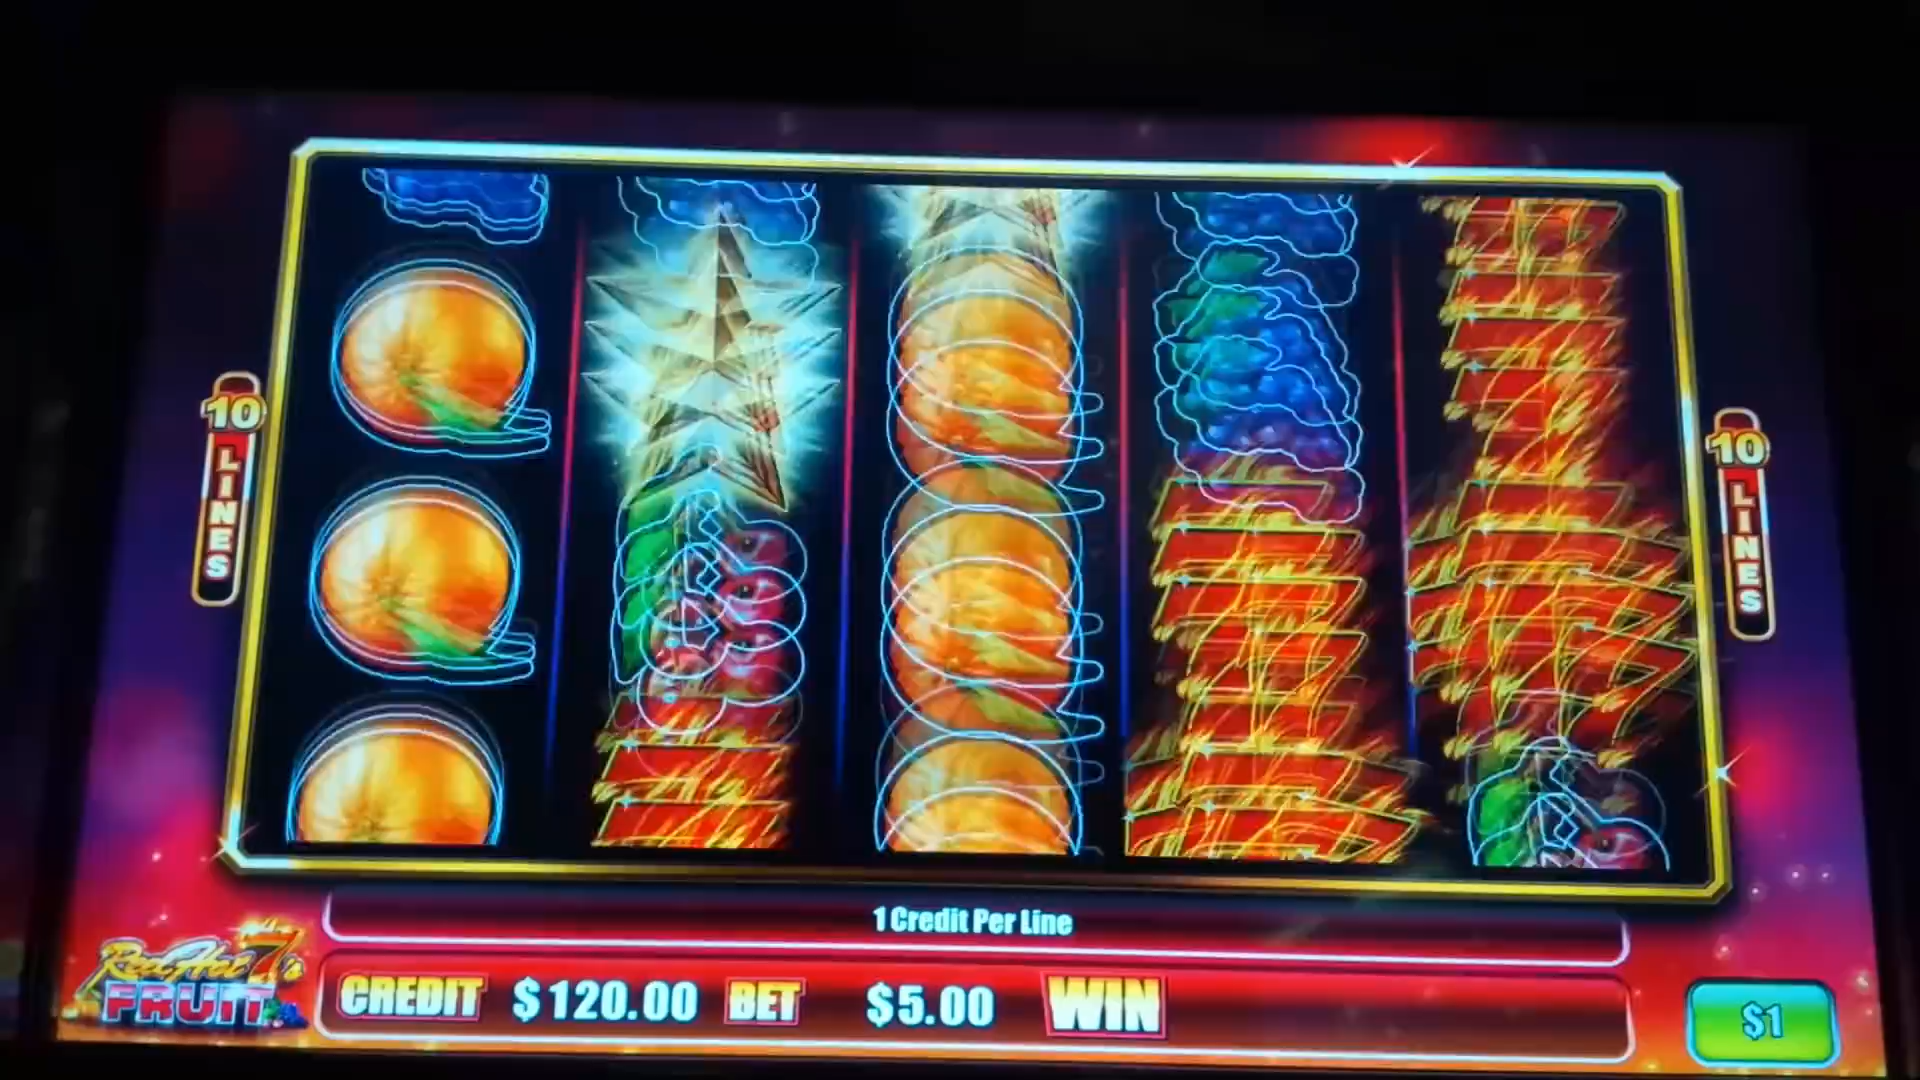 10
LINES
10
LINES
1 Credit Per Line
Red Hot 7's
FRUIT
CREDIT $120.00 BET $5.00 WIN
$1